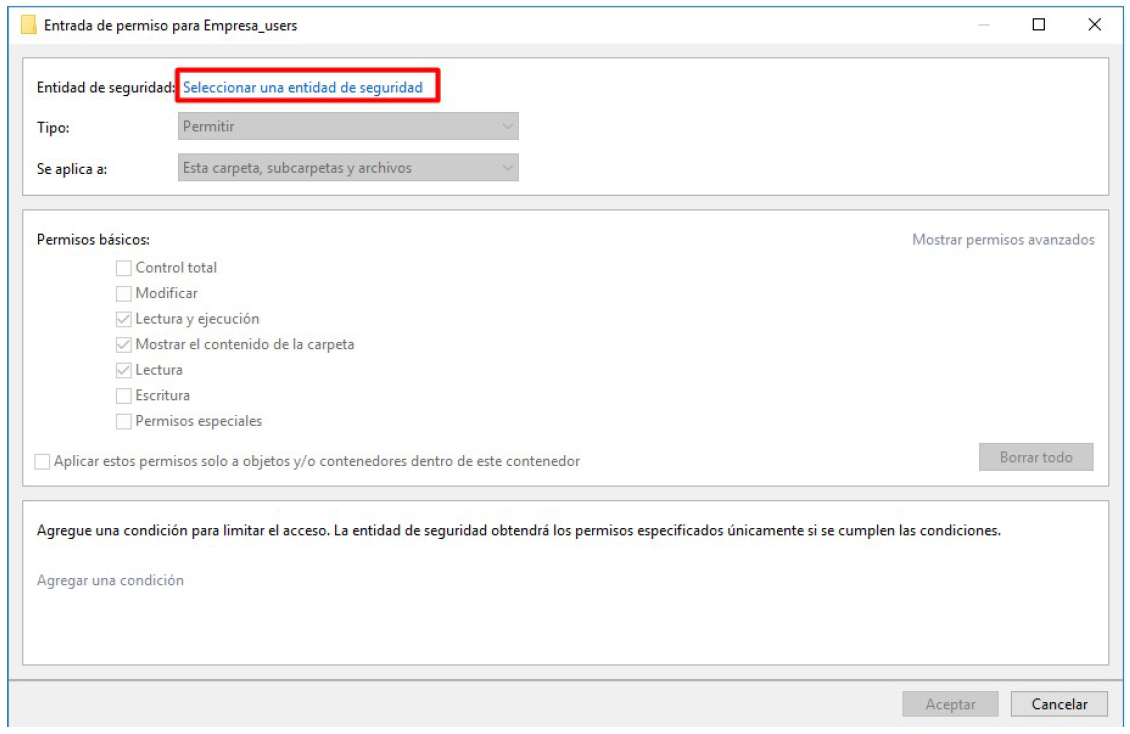 Entrada de permiso para Empresa_users
Entidad de seguridad: Seleccionar una entidad de seguridad
Tipo: Permitir
Se aplica a: Esta carpeta, subcarpetas y archivos
Permisos básicos: Mostrar permisos avanzados
Control total
Modificar
Lectura y ejecución
Mostrar el contenido de la carpeta
Lectura
Escritura
Permisos especiales
Aplicar estos permisos solo a objetos y/o contenedores dentro de este contenedor Borrar todo
Agregue una condición para limitar el acceso. La entidad de seguridad obtendrá los permisos especificados únicamente si se cumplen las condiciones.
Agregar una condición
Aceptar Cancelar